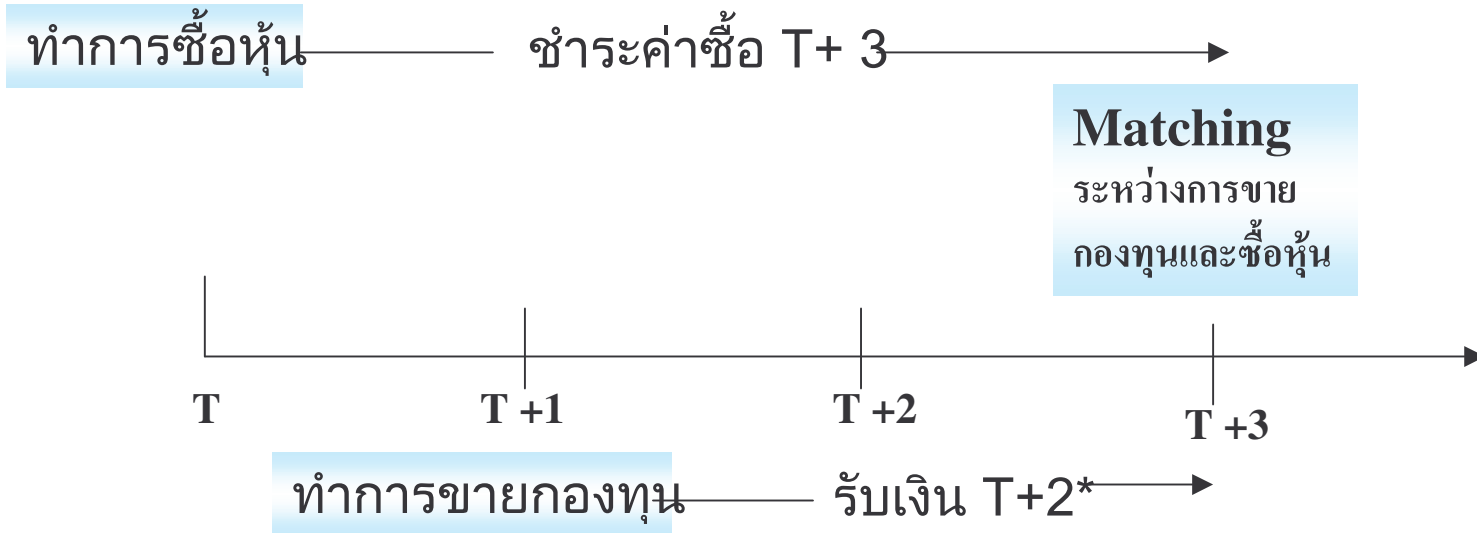 ทำการซื้อหุ้น ชำระค่าซื้อ T+ 3
Matching
ระหว่างการขาย
กองทุนและซื้อหุ้น
T T +1 T +2 T +3
ทำการขายกองทุน รับเงิน T+2*